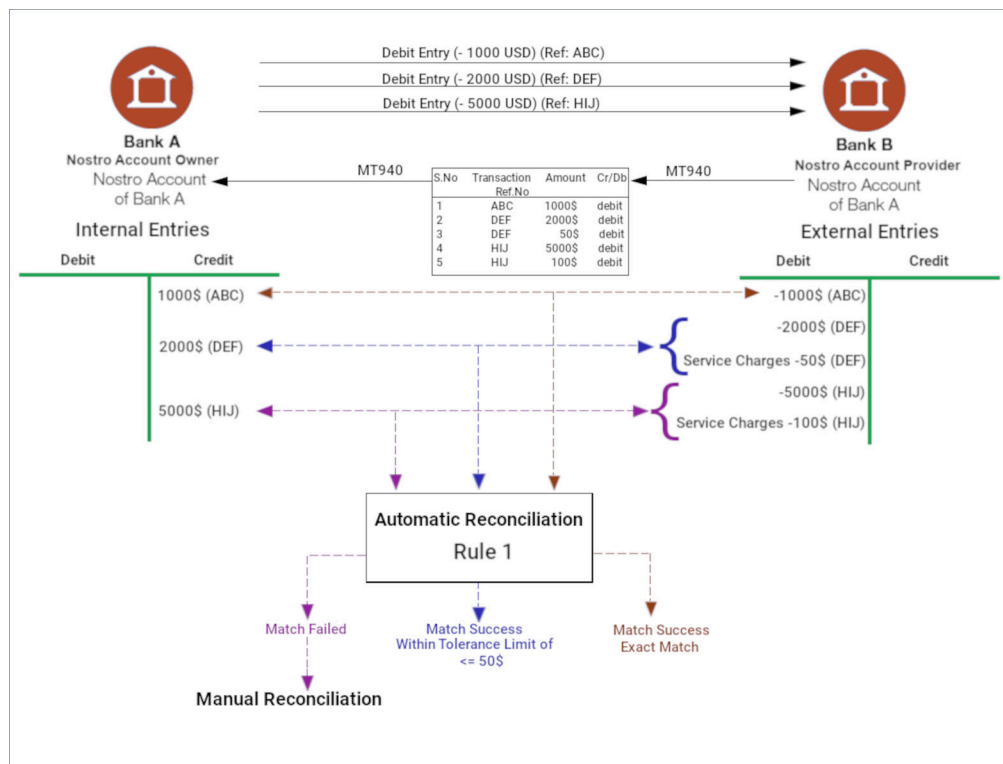 Debit Entry (- 1000 USD) (Ref: ABC)
Debit Entry (- 2000 USD) (Ref: DEF)
Debit Entry (- 5000 USD) (Ref: HIJ)
Bank A
Nostro Account Owner
Nostro Account
of Bank A
Bank B
Nostro Account Provider
Nostro Account
of Bank A
MT940
MT940
S.No Transaction Ref.No Amount Cr/Db
1 ABC 1000$ debit
2 DEF 2000$ debit
3 DEF 50$ debit
4 HIJ 5000$ debit
5 HIJ 100$ debit
Internal Entries
Debit Credit
1000$ (ABC)
2000$ (DEF)
5000$ (HIJ)
External Entries
Debit Credit
-1000$ (ABC)
-2000$ (DEF)
Service Charges -50$ (DEF)
-5000$ (HIJ)
Service Charges -100$ (HIJ)
Automatic Reconciliation
Rule 1
Match Failed
Match Success
Within Tolerance Limit of
<= 50$
Match Success
Exact Match
Manual Reconciliation